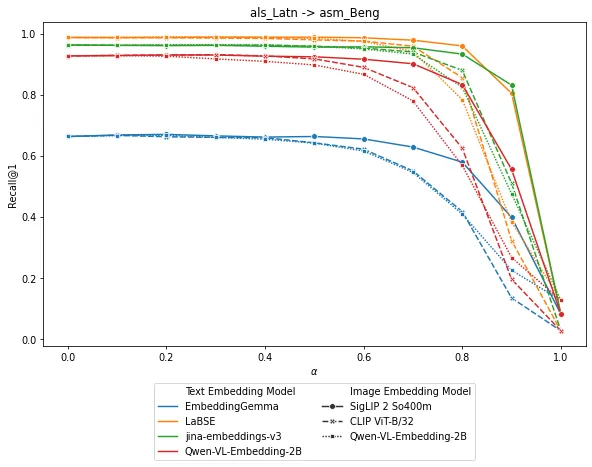 als_Latn -> asm_Beng
Recall@1
1.0
0.8
0.6
0.4
0.2
0.0
0.0 0.2 0.4 0.6 0.8 1.0
α
Text Embedding Model Image Embedding Model
EmbeddingGemma SigLIP 2 So400m
LaBSE CLIP ViT-B/32
jina-embeddings-v3 Qwen-VL-Embedding-2B
Qwen-VL-Embedding-2B